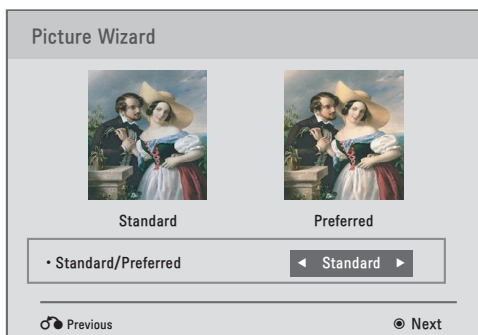 Picture Wizard
Standard Preferred
• Standard/Preferred ◄ Standard ►
Previous ◉ Next